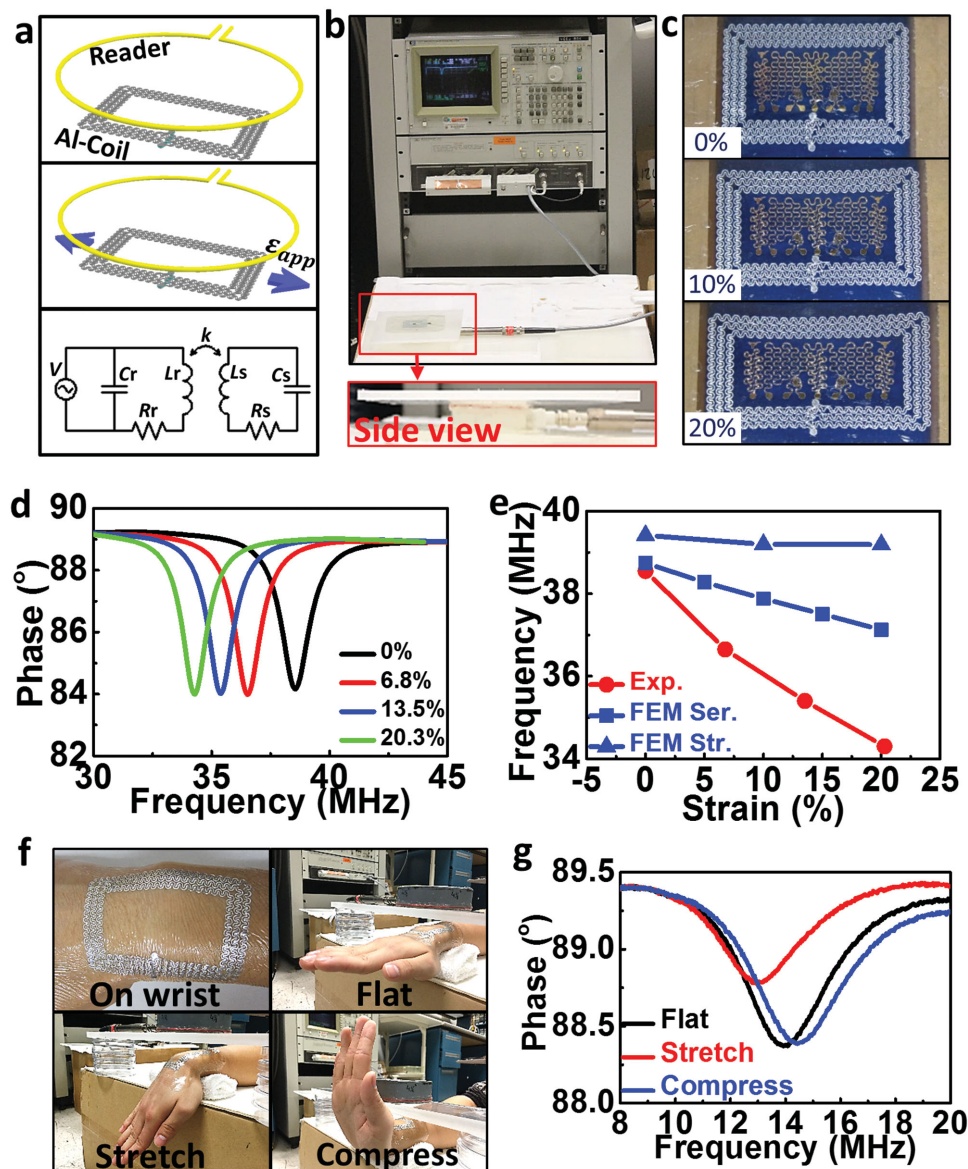 a
Reader
Al-Coil
εapp
k
V
Cr
Lr
Ls
Cs
Rr
Rs
b
Side view
c
0%
10%
20%
d
90
88
86
84
82
Phase (°)
0%
6.8%
13.5%
20.3%
30
35
40
45
Frequency (MHz)
e
40
38
36
34
Frequency (MHz)
Exp.
FEM Ser.
FEM Str.
-5
0
5
10
15
20
25
Strain (%)
f
On wrist
Flat
Stretch
Compress
g
89.5
89.0
88.5
88.0
Phase (°)
Flat
Stretch
Compress
8
10
12
14
16
18
20
Frequency (MHz)